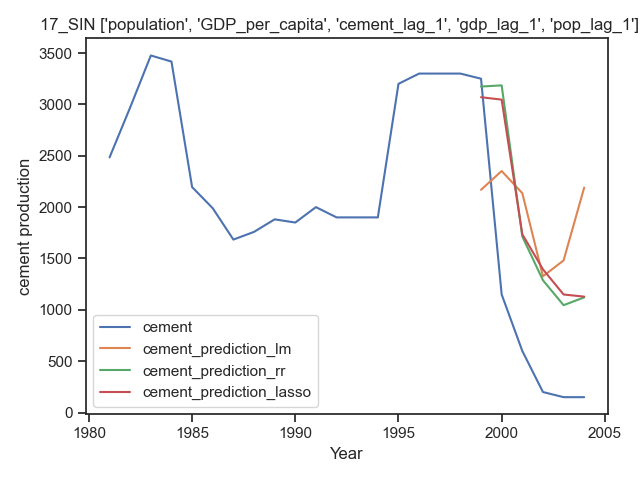 17_SIN ['population', 'GDP_per_capita', 'cement_lag_1', 'gdp_lag_1', 'pop_lag_1']
3500
3000
2500
2000
1500
1000
500
0
cement production
cement
cement_prediction_lm
cement_prediction_rr
cement_prediction_lasso
1980 1985 1990 1995 2000 2005
Year